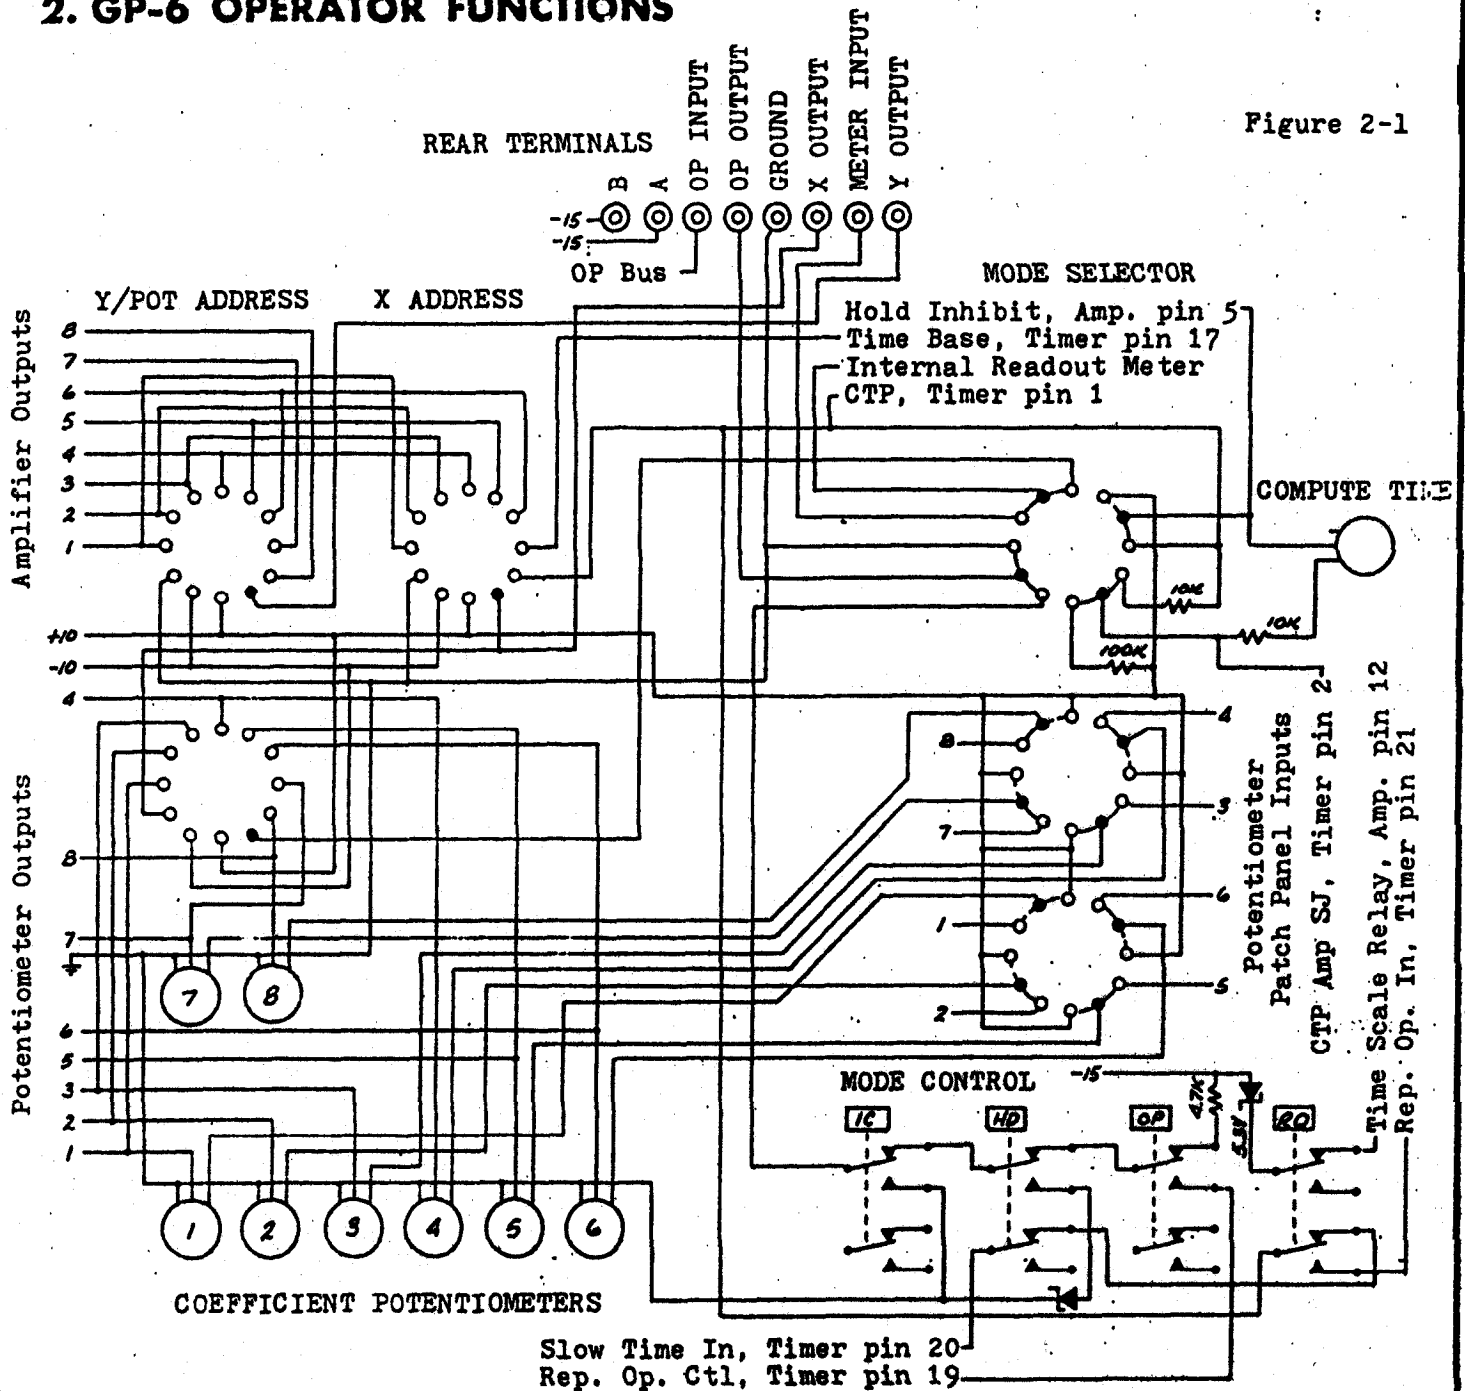 2. GP-6 OPERATOR FUNCTIONS
Figure 2-1
REAR TERMINALS
B
A
OP INPUT
OP OUTPUT
GROUND
X OUTPUT
METER INPUT
Y OUTPUT
-15
-15
OP Bus
MODE SELECTOR
Y/POT ADDRESS
X ADDRESS
Hold Inhibit, Amp. pin 5
Time Base, Timer pin 17
Internal Readout Meter
CTP, Timer pin 1
Amplifier Outputs
8
7
6
5
4
3
2
1
+10
-10
4
COMPUTE TIME
10K
10K
100K
Potentiometer Outputs
8
7
6
5
3
2
1
7
8
4
8
3
7
6
1
5
2
Potentiometer
Patch Panel Inputs
CTP Amp SJ, Timer pin 2
Time Scale Relay, Amp. pin 12
Rep. Op. In, Timer pin 21
MODE CONTROL
-15
4.7K
5.3V
IC
HD
OP
RO
1
2
3
4
5
6
COEFFICIENT POTENTIOMETERS
Slow Time In, Timer pin 20
Rep. Op. Ctl, Timer pin 19